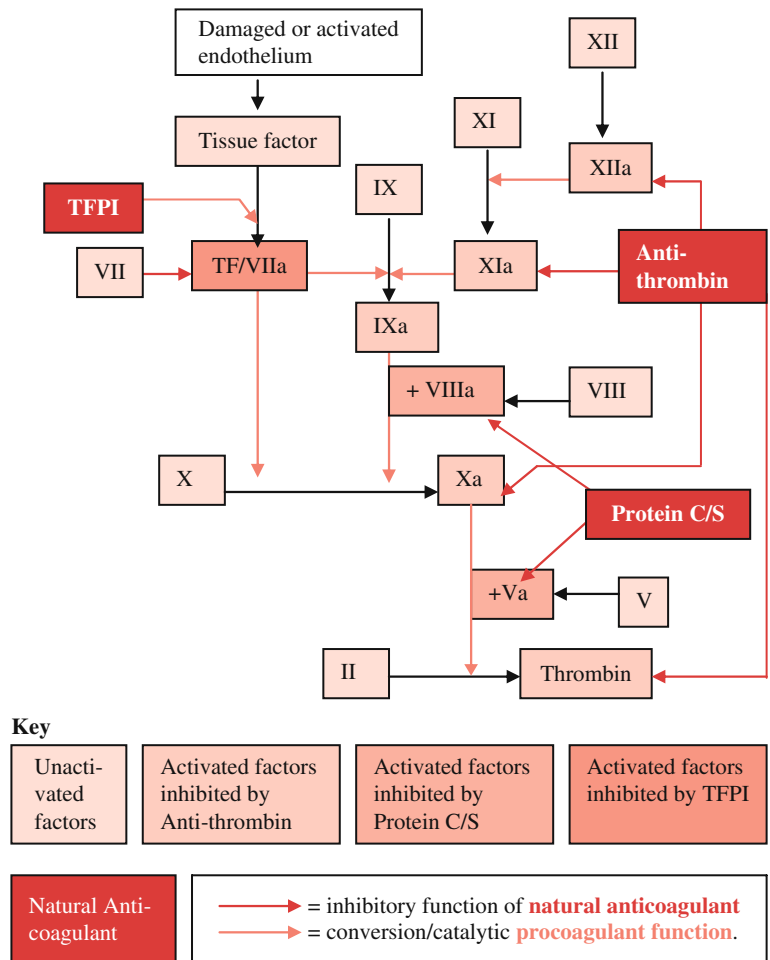 Damaged or activated
endothelium
XII
Tissue factor
XI
XIIa
TFPI
IX
VII
TF/VIIa
XIa
Anti-
thrombin
IXa
+ VIIIa
VIII
X
Xa
Protein C/S
+Va
V
II
Thrombin
Key
Unacti-
vated
factors
Activated factors
inhibited by
Anti-thrombin
Activated factors
inhibited by
Protein C/S
Activated factors
inhibited by TFPI
Natural Anti-
coagulant
= inhibitory function of natural anticoagulant
= conversion/catalytic procoagulant function.